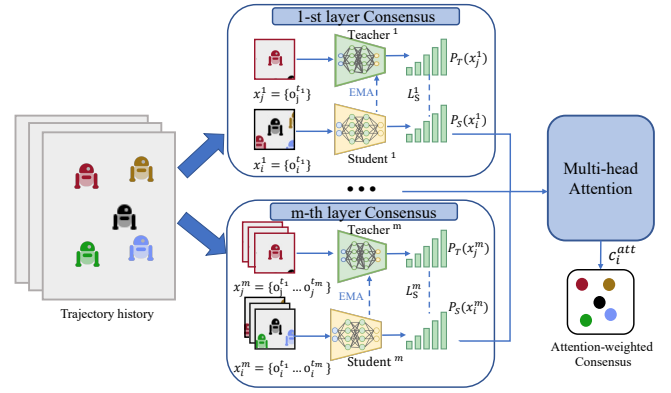 1-st layer Consensus
Teacher ¹
P_T(x_j^1)
x_j^1 = {o_j^{t_1}}
EMA
L_S^1
P_S(x_i^1)
x_i^1 = {o_i^{t_1}}
Student ¹
Trajectory history
•••
m-th layer Consensus
Teacher ᵐ
P_T(x_j^m)
x_j^m = {o_j^{t_1} … o_j^{t_m}}
EMA
L_S^m
P_S(x_i^m)
x_i^m = {o_i^{t_1} … o_i^{t_m}}
Student ᵐ
Multi-head
Attention
c_i^{att}
Attention-weighted
Consensus